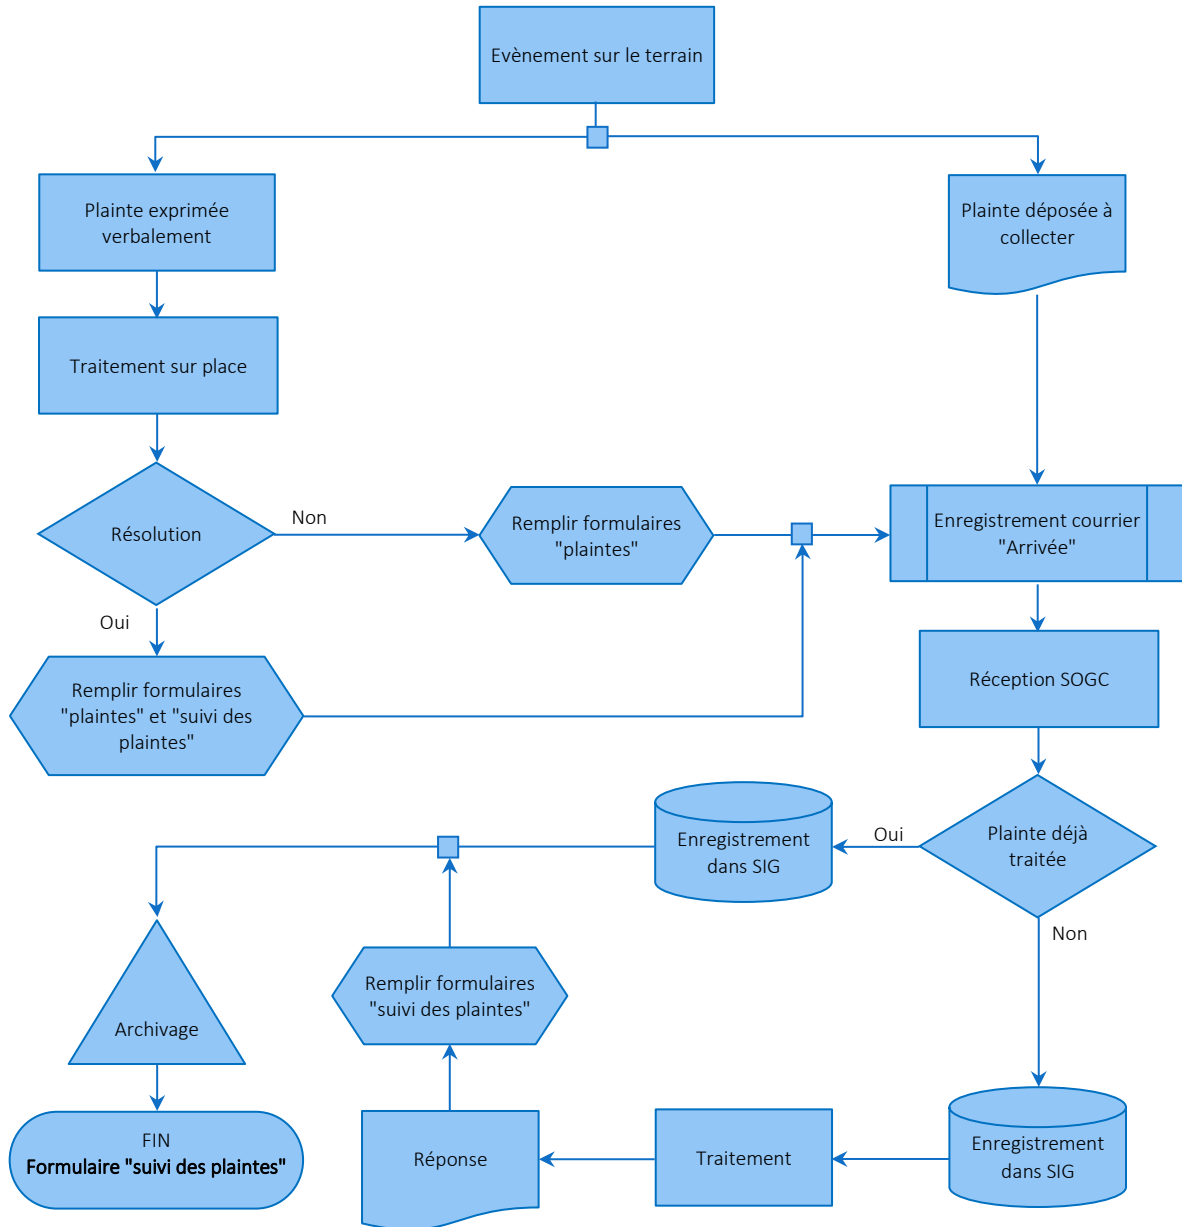 Evènement sur le terrain
Plainte exprimée
verbalement
Plainte déposée à
collecter
Traitement sur place
Résolution
Non
Remplir formulaires
"plaintes"
Enregistrement courrier
"Arrivée"
Oui
Remplir formulaires
"plaintes" et "suivi des
plaintes"
Réception SOGC
Plainte déjà
traitée
Oui
Enregistrement
dans SIG
Non
Remplir formulaires
"suivi des plaintes"
Archivage
FIN
Formulaire "suivi des plaintes"
Réponse
Traitement
Enregistrement
dans SIG